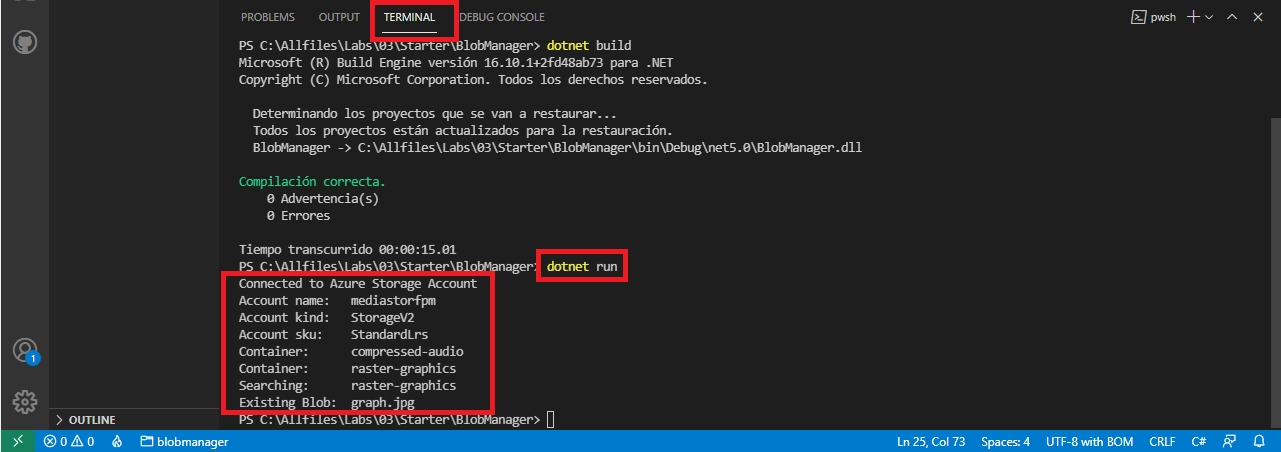 PROBLEMS OUTPUT TERMINAL DEBUG CONSOLE pwsh
PS C:\Allfiles\Labs\03\Starter\BlobManager> dotnet build
Microsoft (R) Build Engine versión 16.10.1+2fd48ab73 para .NET
Copyright (C) Microsoft Corporation. Todos los derechos reservados.
Determinando los proyectos que se van a restaurar...
Todos los proyectos están actualizados para la restauración.
BlobManager -> C:\Allfiles\Labs\03\Starter\BlobManager\bin\Debug\net5.0\BlobManager.dll
Compilación correcta.
0 Advertencia(s)
0 Errores
Tiempo transcurrido 00:00:15.01
PS C:\Allfiles\Labs\03\Starter\BlobManager> dotnet run
Connected to Azure Storage Account
Account name: mediastorfpm
Account kind: StorageV2
Account sku: StandardLrs
Container: compressed-audio
Container: raster-graphics
Searching: raster-graphics
Existing Blob: graph.jpg
PS C:\Allfiles\Labs\03\Starter\BlobManager>
1
OUTLINE
0 0 blobmanager Ln 25, Col 73 Spaces: 4 UTF-8 with BOM CRLF C#